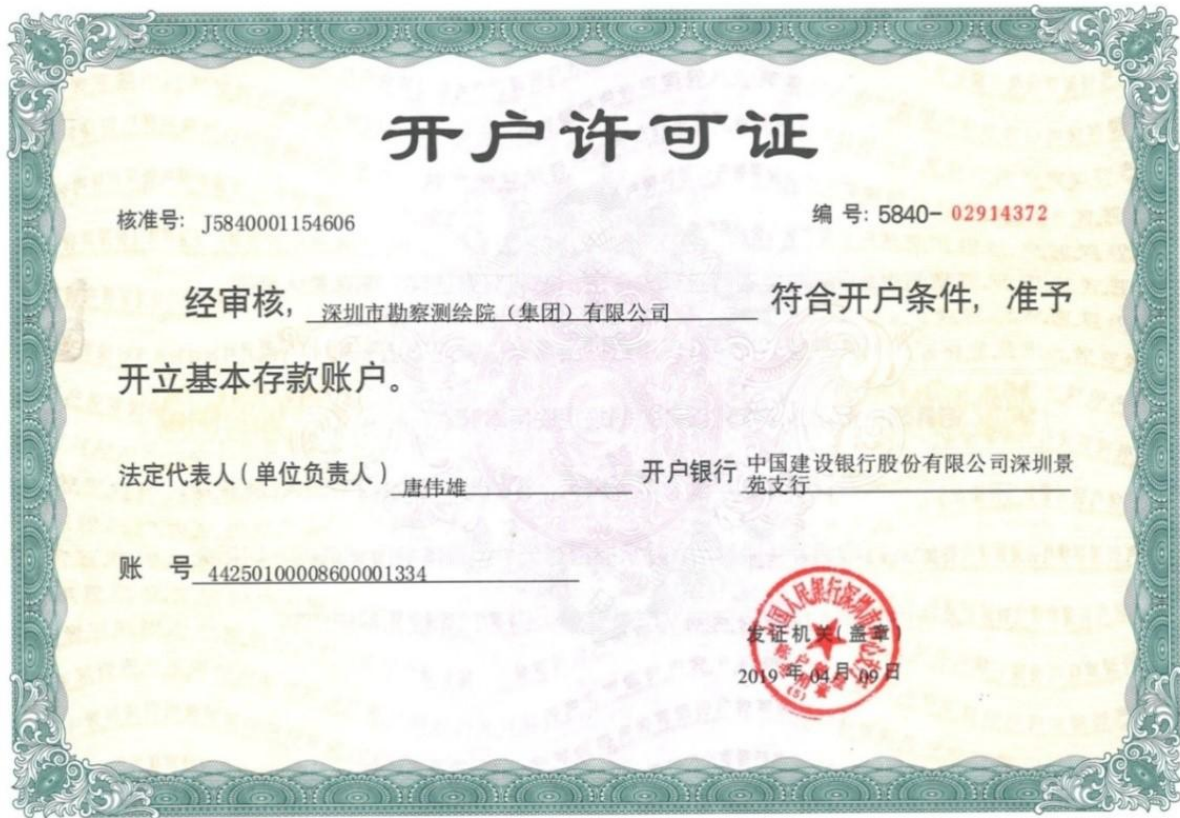 开户许可证
核准号: J5840001154606
编 号: 5840- 02914372
经审核, 深圳市勘察测绘院（集团）有限公司 符合开户条件, 准予
开立基本存款账户。
法定代表人(单位负责人) 唐伟雄
开户银行 中国建设银行股份有限公司深圳景
苑支行
账 号 44250100008600001334
发证机关(盖章)
2019 年 04月 09 日